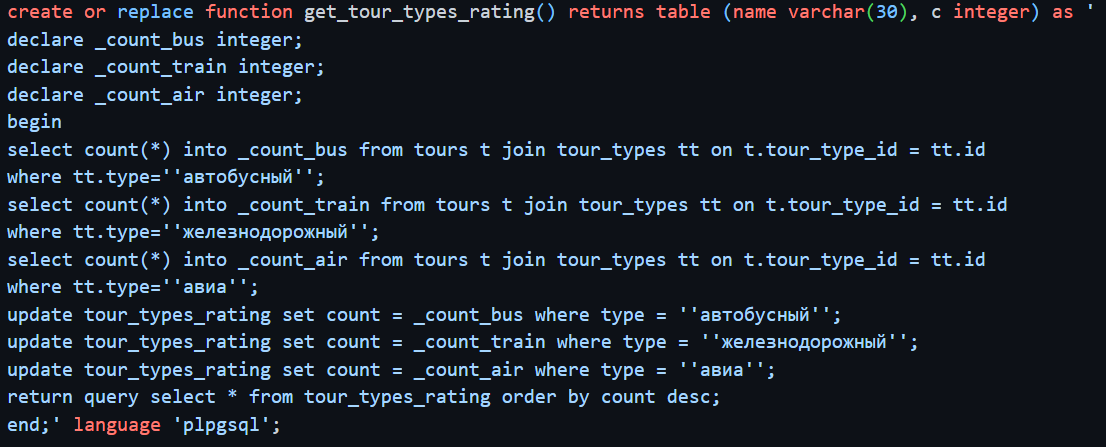 create or replace function get_tour_types_rating() returns table (name varchar(30), c integer) as '
declare _count_bus integer;
declare _count_train integer;
declare _count_air integer;
begin
select count(*) into _count_bus from tours t join tour_types tt on t.tour_type_id = tt.id
where tt.type=''автобусный'';
select count(*) into _count_train from tours t join tour_types tt on t.tour_type_id = tt.id
where tt.type=''железнодорожный'';
select count(*) into _count_air from tours t join tour_types tt on t.tour_type_id = tt.id
where tt.type=''авиа'';
update tour_types_rating set count = _count_bus where type = ''автобусный'';
update tour_types_rating set count = _count_train where type = ''железнодорожный'';
update tour_types_rating set count = _count_air where type = ''авиа'';
return query select * from tour_types_rating order by count desc;
end;' language 'plpgsql';